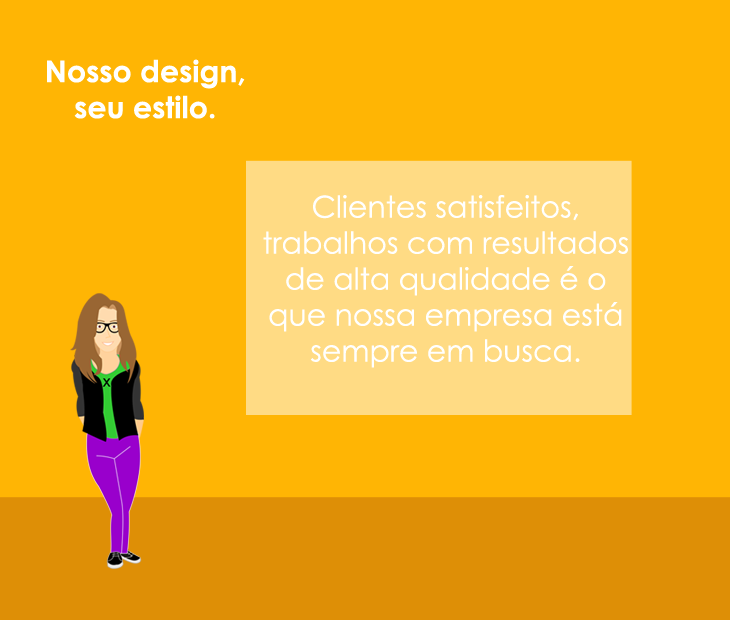 Nosso design,
seu estilo.
Clientes satisfeitos,
trabalhos com resultados
de alta qualidade é o
que nossa empresa está
sempre em busca.
X